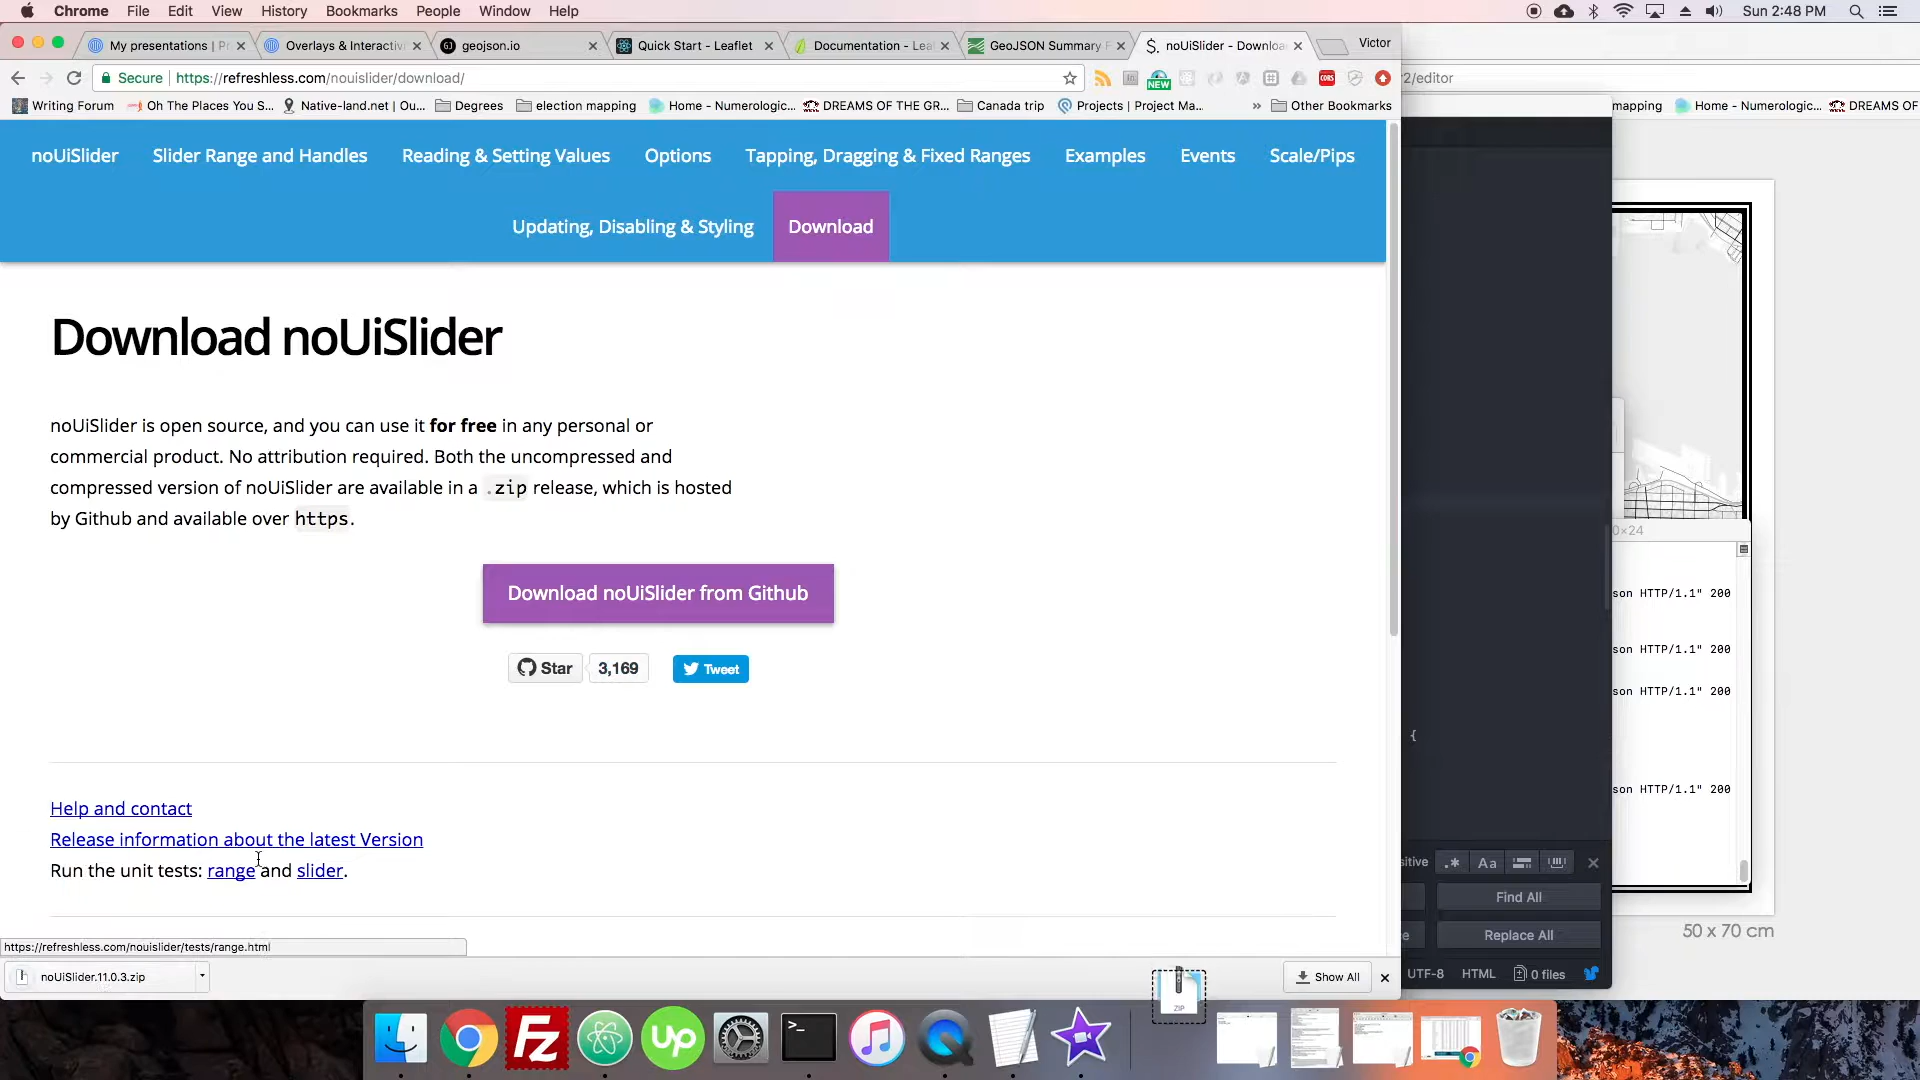 Chrome File Edit View History Bookmarks People Window Help
Sun 2:48 PM
My presentations | P
Overlays & Interactiv
geojson.io
Quick Start - Leaflet
Documentation - Lea
GeoJSON Summary F
noUiSlider - Downloa
Victor
Secure https://refreshless.com/nouislider/download/
NEW
CORS
r2/editor
Writing Forum
Oh The Places You S...
Native-land.net | Ou...
Degrees
election mapping
Home - Numerologic...
DREAMS OF THE GR...
Canada trip
Projects | Project Ma...
» Other Bookmarks
mapping
Home - Numerologic...
DREAMS OF
noUiSlider
Slider Range and Handles
Reading & Setting Values
Options
Tapping, Dragging & Fixed Ranges
Examples
Events
Scale/Pips
Updating, Disabling & Styling
Download
Download noUiSlider
noUiSlider is open source, and you can use it for free in any personal or
commercial product. No attribution required. Both the uncompressed and
compressed version of noUiSlider are available in a .zip release, which is hosted
by Github and available over https.
0×24
Download noUiSlider from Github
son HTTP/1.1" 200
Star 3,169 Tweet
son HTTP/1.1" 200
son HTTP/1.1" 200
{
son HTTP/1.1" 200
Help and contact
Release information about the latest Version
Run the unit tests: range and slider.
sitive .* Aa
Find All
e Replace All
50 x 70 cm
https://refreshless.com/nouislider/tests/range.html
noUiSlider.11.0.3.zip
ZIP
Show All
UTF-8 HTML 0 files
Fz
Up
>_